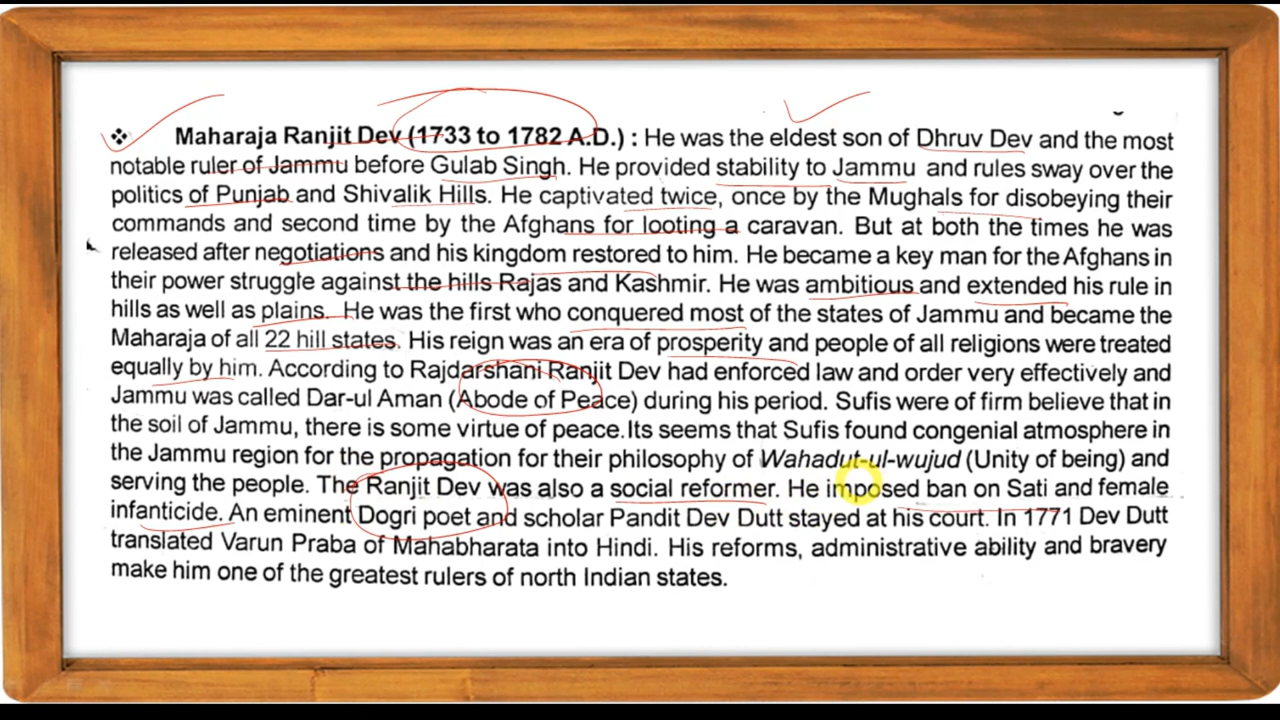 ❖ Maharaja Ranjit Dev (1733 to 1782 A.D.) : He was the eldest son of Dhruv Dev and the most
notable ruler of Jammu before Gulab Singh. He provided stability to Jammu and rules sway over the
politics of Punjab and Shivalik Hills. He captivated twice, once by the Mughals for disobeying their
commands and second time by the Afghans for looting a caravan. But at both the times he was
released after negotiations and his kingdom restored to him. He became a key man for the Afghans in
their power struggle against the hills Rajas and Kashmir. He was ambitious and extended his rule in
hills as well as plains. He was the first who conquered most of the states of Jammu and became the
Maharaja of all 22 hill states. His reign was an era of prosperity and people of all religions were treated
equally by him. According to Rajdarshani Ranjit Dev had enforced law and order very effectively and
Jammu was called Dar-ul Aman (Abode of Peace) during his period. Sufis were of firm believe that in
the soil of Jammu, there is some virtue of peace.Its seems that Sufis found congenial atmosphere in
the Jammu region for the propagation for their philosophy of Wahadut-ul-wujud (Unity of being) and
serving the people. The Ranjit Dev was also a social reformer. He imposed ban on Sati and female
infanticide. An eminent Dogri poet and scholar Pandit Dev Dutt stayed at his court. In 1771 Dev Dutt
translated Varun Praba of Mahabharata into Hindi. His reforms, administrative ability and bravery
make him one of the greatest rulers of north Indian states.